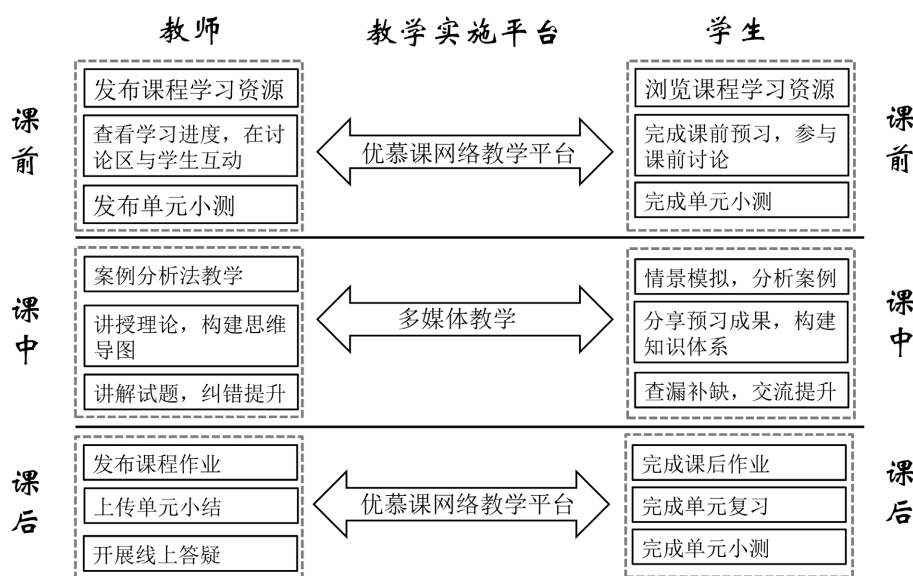 教师 教学实施平台 学生
课前
发布课程学习资源
查看学习进度，在讨
论区与学生互动
发布单元小测
优慕课网络教学平台
浏览课程学习资源
完成课前预习，参与
课前讨论
完成单元小测
课前
课中
案例分析法教学
讲授理论，构建思维
导图
讲解试题，纠错提升
多媒体教学
情景模拟，分析案例
分享预习成果，构建
知识体系
查漏补缺，交流提升
课中
课后
发布课程作业
上传单元小结
开展线上答疑
优慕课网络教学平台
完成课后作业
完成单元复习
完成单元小测
课后